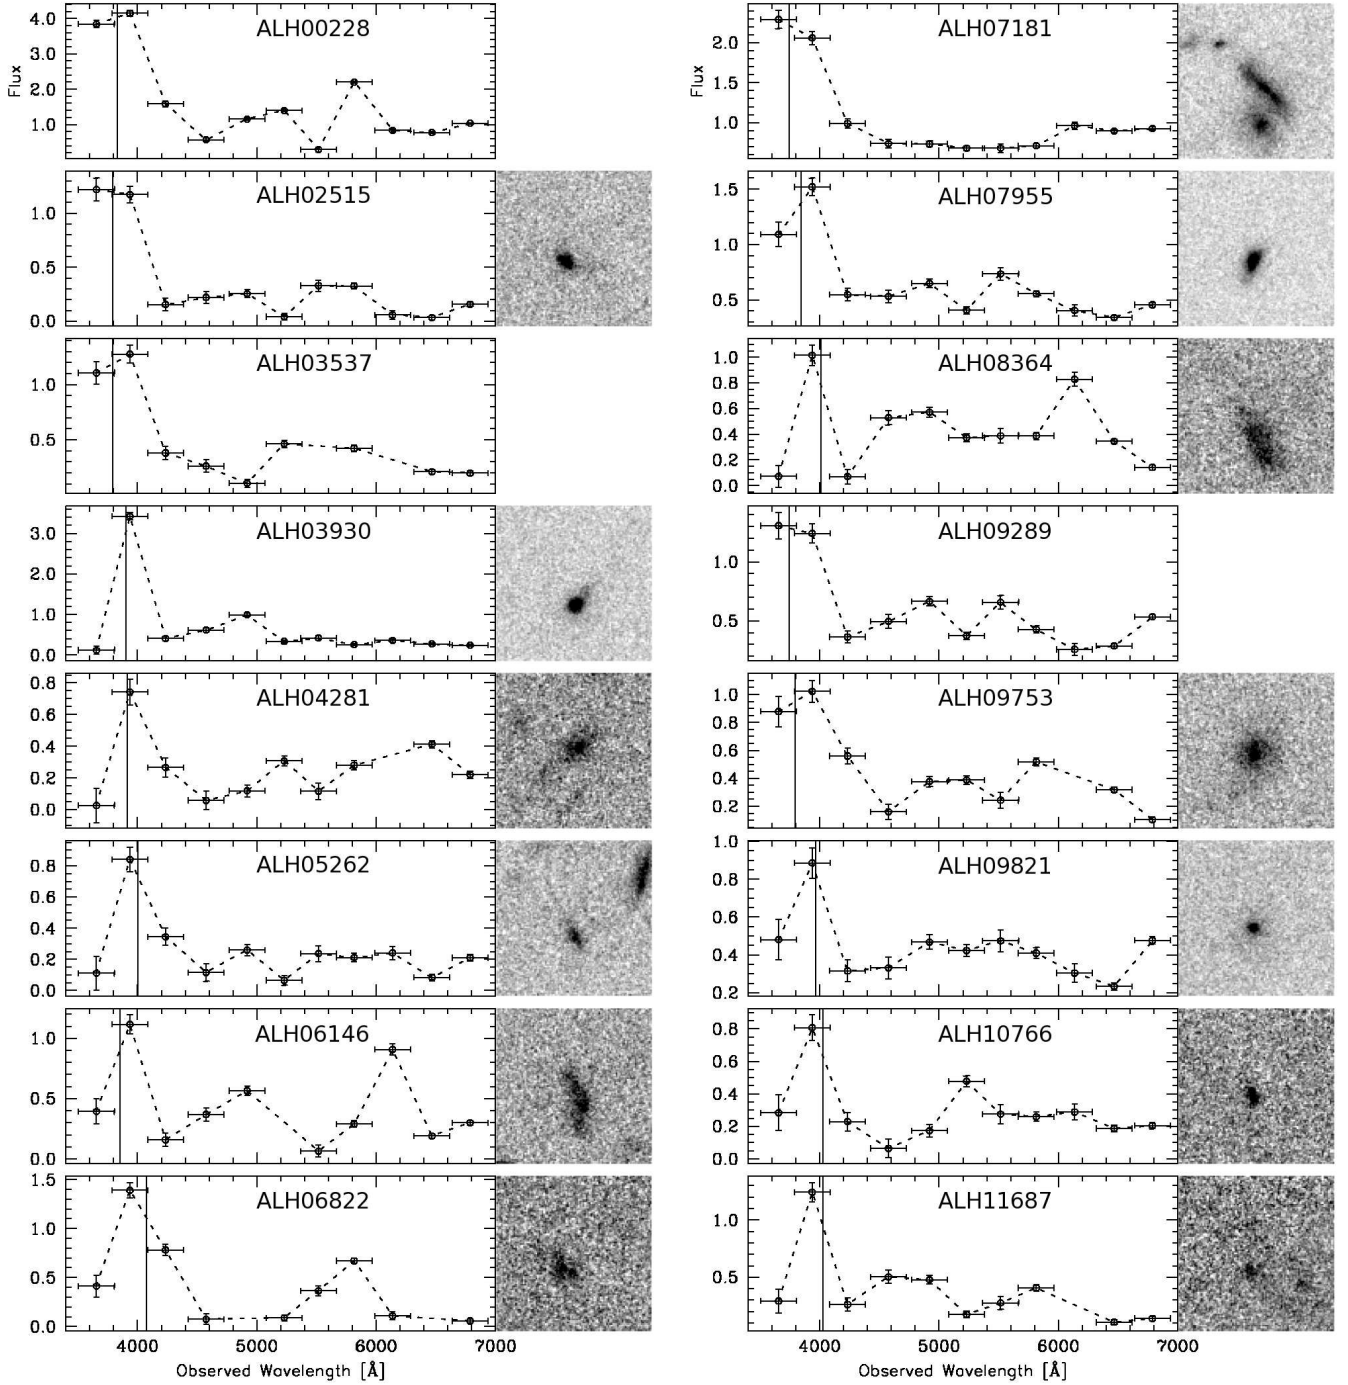 ALH00228
4.0
3.0
2.0
1.0
Flux
ALH02515
1.0
0.5
0.0
ALH03537
1.0
0.5
ALH03930
3.0
2.0
1.0
0.0
ALH04281
0.8
0.6
0.4
0.2
0.0
ALH05262
0.8
0.6
0.4
0.2
0.0
ALH06146
1.0
0.5
0.0
ALH06822
1.5
1.0
0.5
0.0
4000 5000 6000 7000
Observed Wavelength [Å]
ALH07181
2.0
1.0
Flux
ALH07955
1.5
1.0
0.5
ALH08364
1.0
0.8
0.6
0.4
0.2
0.0
ALH09289
1.0
0.5
ALH09753
1.0
0.8
0.6
0.4
0.2
ALH09821
1.0
0.8
0.6
0.4
0.2
ALH10766
0.8
0.6
0.4
0.2
0.0
ALH11687
1.0
0.5
4000 5000 6000 7000
Observed Wavelength [Å]